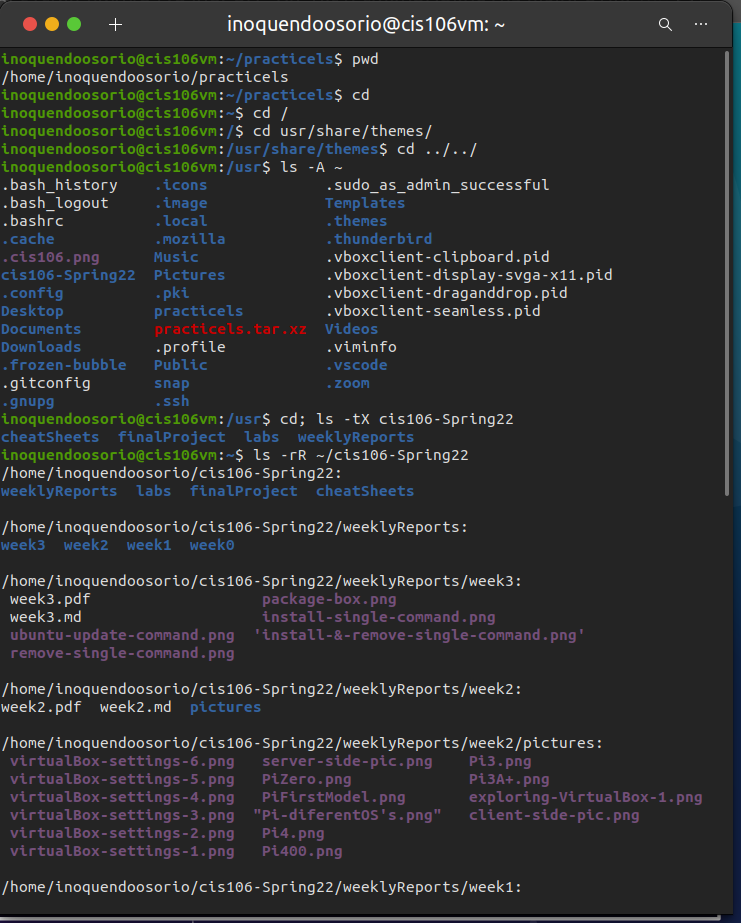 inoquendoosorio@cis106vm: ~
inoquendoosorio@cis106vm:~/practicels$ pwd
/home/inoquendoosorio/practicels
inoquendoosorio@cis106vm:~/practicels$ cd
inoquendoosorio@cis106vm:~$ cd /
inoquendoosorio@cis106vm:/$ cd usr/share/themes/
inoquendoosorio@cis106vm:/usr/share/themes$ cd ../../
inoquendoosorio@cis106vm:/usr$ ls -A ~
.bash_history    .icons             .sudo_as_admin_successful
.bash_logout     .image             Templates
.bashrc          .local             .themes
.cache           .mozilla           .thunderbird
.cis106.png      Music              .vboxclient-clipboard.pid
cis106-Spring22  Pictures           .vboxclient-display-svga-x11.pid
.config          .pki               .vboxclient-draganddrop.pid
Desktop          practicels         .vboxclient-seamless.pid
Documents        practicels.tar.xz  Videos
Downloads        .profile           .viminfo
.frozen-bubble   Public             .vscode
.gitconfig       snap               .zoom
.gnupg           .ssh
inoquendoosorio@cis106vm:/usr$ cd; ls -tX cis106-Spring22
cheatSheets  finalProject  labs  weeklyReports
inoquendoosorio@cis106vm:~$ ls -rR ~/cis106-Spring22
/home/inoquendoosorio/cis106-Spring22:
weeklyReports  labs  finalProject  cheatSheets
/home/inoquendoosorio/cis106-Spring22/weeklyReports:
week3  week2  week1  week0
/home/inoquendoosorio/cis106-Spring22/weeklyReports/week3:
 week3.pdf                   package-box.png
 week3.md                    install-single-command.png
 ubuntu-update-command.png  'install-&-remove-single-command.png'
 remove-single-command.png
/home/inoquendoosorio/cis106-Spring22/weeklyReports/week2:
week2.pdf  week2.md  pictures
/home/inoquendoosorio/cis106-Spring22/weeklyReports/week2/pictures:
 virtualBox-settings-6.png   server-side-pic.png    Pi3.png
 virtualBox-settings-5.png   PiZero.png             Pi3A+.png
 virtualBox-settings-4.png   PiFirstModel.png       exploring-VirtualBox-1.png
 virtualBox-settings-3.png  "Pi-diferentOS's.png"   client-side-pic.png
 virtualBox-settings-2.png   Pi4.png
 virtualBox-settings-1.png   Pi400.png
/home/inoquendoosorio/cis106-Spring22/weeklyReports/week1: